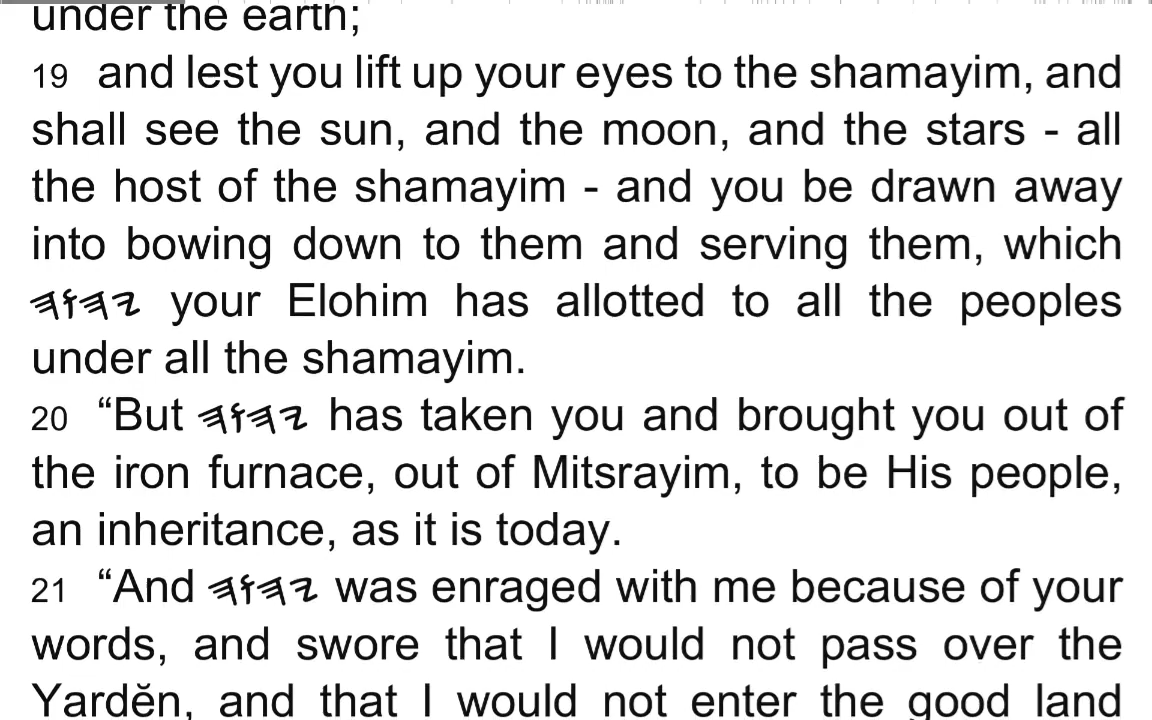 under the earth;
19 and lest you lift up your eyes to the shamayim, and
shall see the sun, and the moon, and the stars - all
the host of the shamayim - and you be drawn away
into bowing down to them and serving them, which
𐤉𐤄𐤅𐤄 your Elohim has allotted to all the peoples
under all the shamayim.
20 “But 𐤉𐤄𐤅𐤄 has taken you and brought you out of
the iron furnace, out of Mitsrayim, to be His people,
an inheritance, as it is today.
21 “And 𐤉𐤄𐤅𐤄 was enraged with me because of your
words, and swore that I would not pass over the
Yardĕn, and that I would not enter the good land